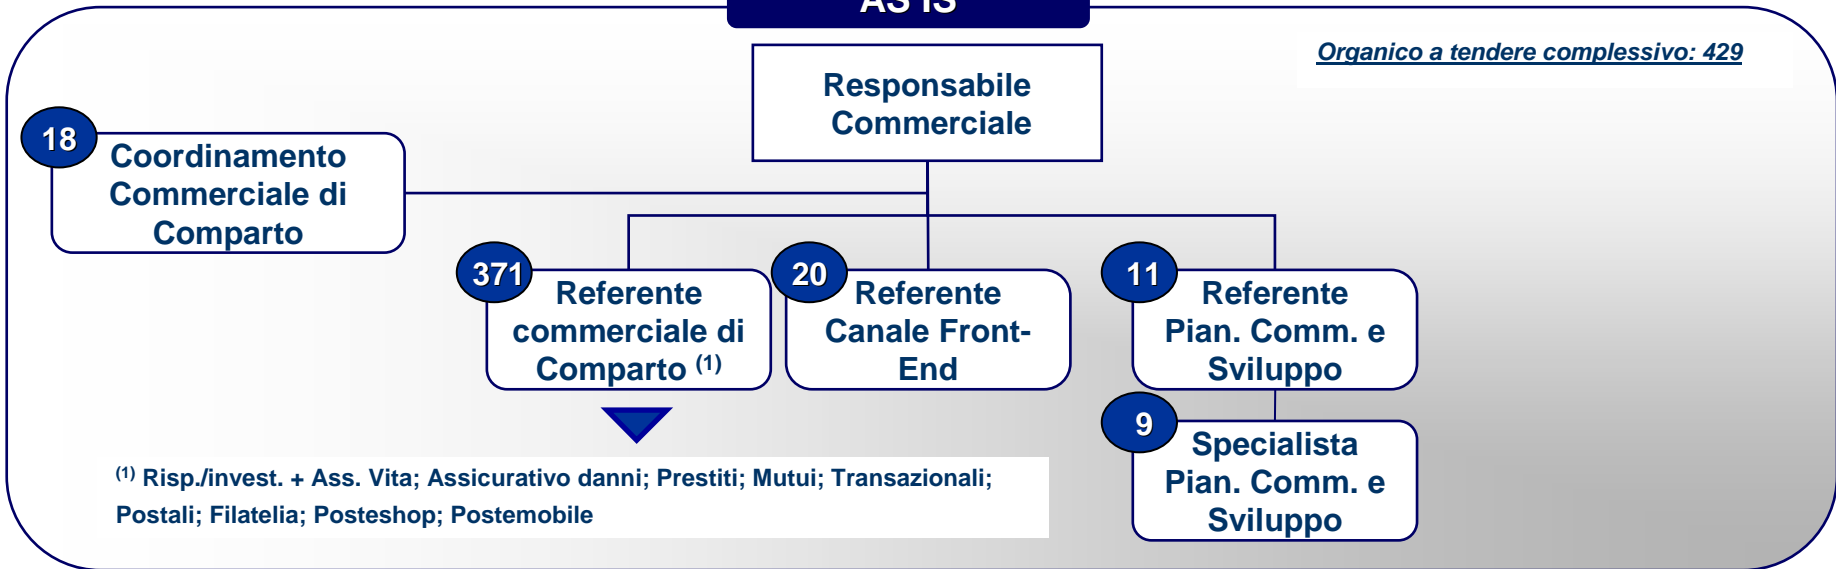 AS IS
Organico a tendere complessivo: 429
Responsabile
Commerciale
18
Coordinamento
Commerciale di
Comparto
371
Referente
commerciale di
Comparto (1)
20
Referente
Canale Front-
End
11
Referente
Pian. Comm. e
Sviluppo
9
Specialista
Pian. Comm. e
Sviluppo
(1) Risp./invest. + Ass. Vita; Assicurativo danni; Prestiti; Mutui; Transazionali;
Postali; Filatelia; Posteshop; Postemobile